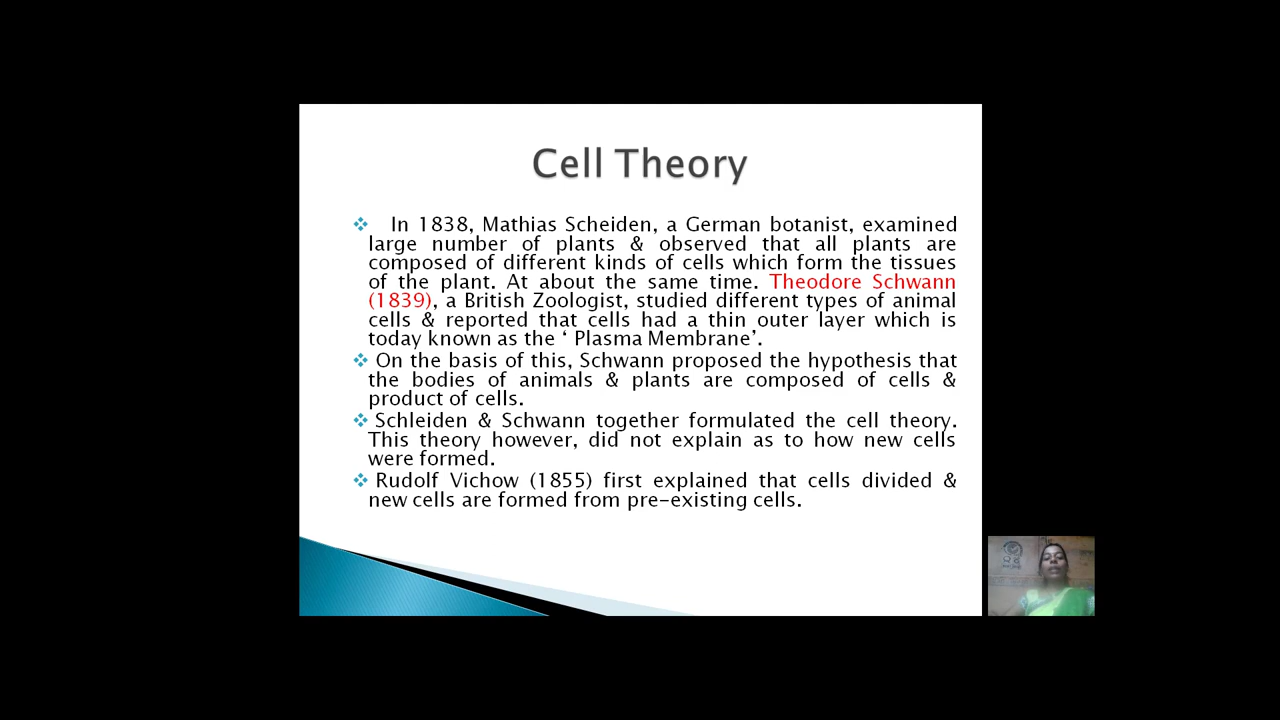 Cell Theory
❖ In 1838, Mathias Scheiden, a German botanist, examined
large number of plants & observed that all plants are
composed of different kinds of cells which form the tissues
of the plant. At about the same time. Theodore Schwann
(1839), a British Zoologist, studied different types of animal
cells & reported that cells had a thin outer layer which is
today known as the ‘ Plasma Membrane’.
❖ On the basis of this, Schwann proposed the hypothesis that
the bodies of animals & plants are composed of cells &
product of cells.
❖ Schleiden & Schwann together formulated the cell theory.
This theory however, did not explain as to how new cells
were formed.
❖ Rudolf Vichow (1855) first explained that cells divided &
new cells are formed from pre-existing cells.